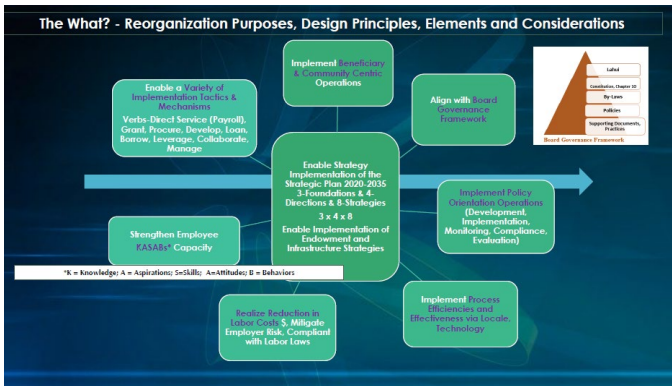 The What? - Reorganization Purposes, Design Principles, Elements and Considerations
Implement Beneficiary
& Community Centric
Operations
Enable a Variety of
Implementation Tactics &
Mechanisms
Verbs-Direct Service (Payroll),
Grant, Procure, Develop, Loan,
Borrow, Leverage, Collaborate,
Manage
Align with Board
Governance
Framework
Lahui
Constitution, Chapter 10
By-Laws
Policies
Supporting Documents,
Practices
Board Governance Framework
Enable Strategy
Implementation of the
Strategic Plan 2020-2035
3-Foundations & 4-
Directions & 8-Strategies
3 x 4 x 8
Enable Implementation of
Endowment and
Infrastructure Strategies
Implement Policy
Orientation Operations
(Development,
Implementation,
Monitoring, Compliance,
Evaluation)
Strengthen Employee
KASABs* Capacity
*K = Knowledge; A = Aspirations; S=Skills;  A=Attitudes; B = Behaviors
Realize Reduction in
Labor Costs $, Mitigate
Employer Risk, Compliant
with Labor Laws
Implement Process
Efficiencies and
Effectiveness via Locale,
Technology